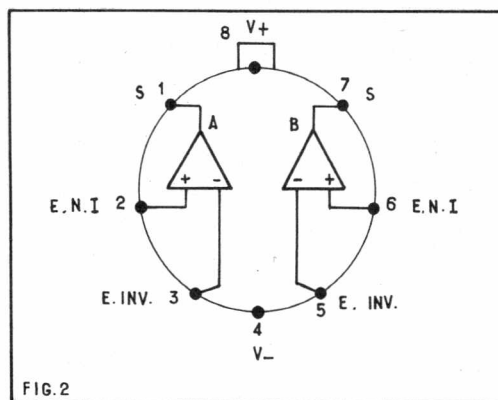 8 V+
S 1
7 S
A
B
+ -
- +
E.N.I 2
6 E.N.I
E.INV. 3
5 E. INV.
4
V-
FIG.2